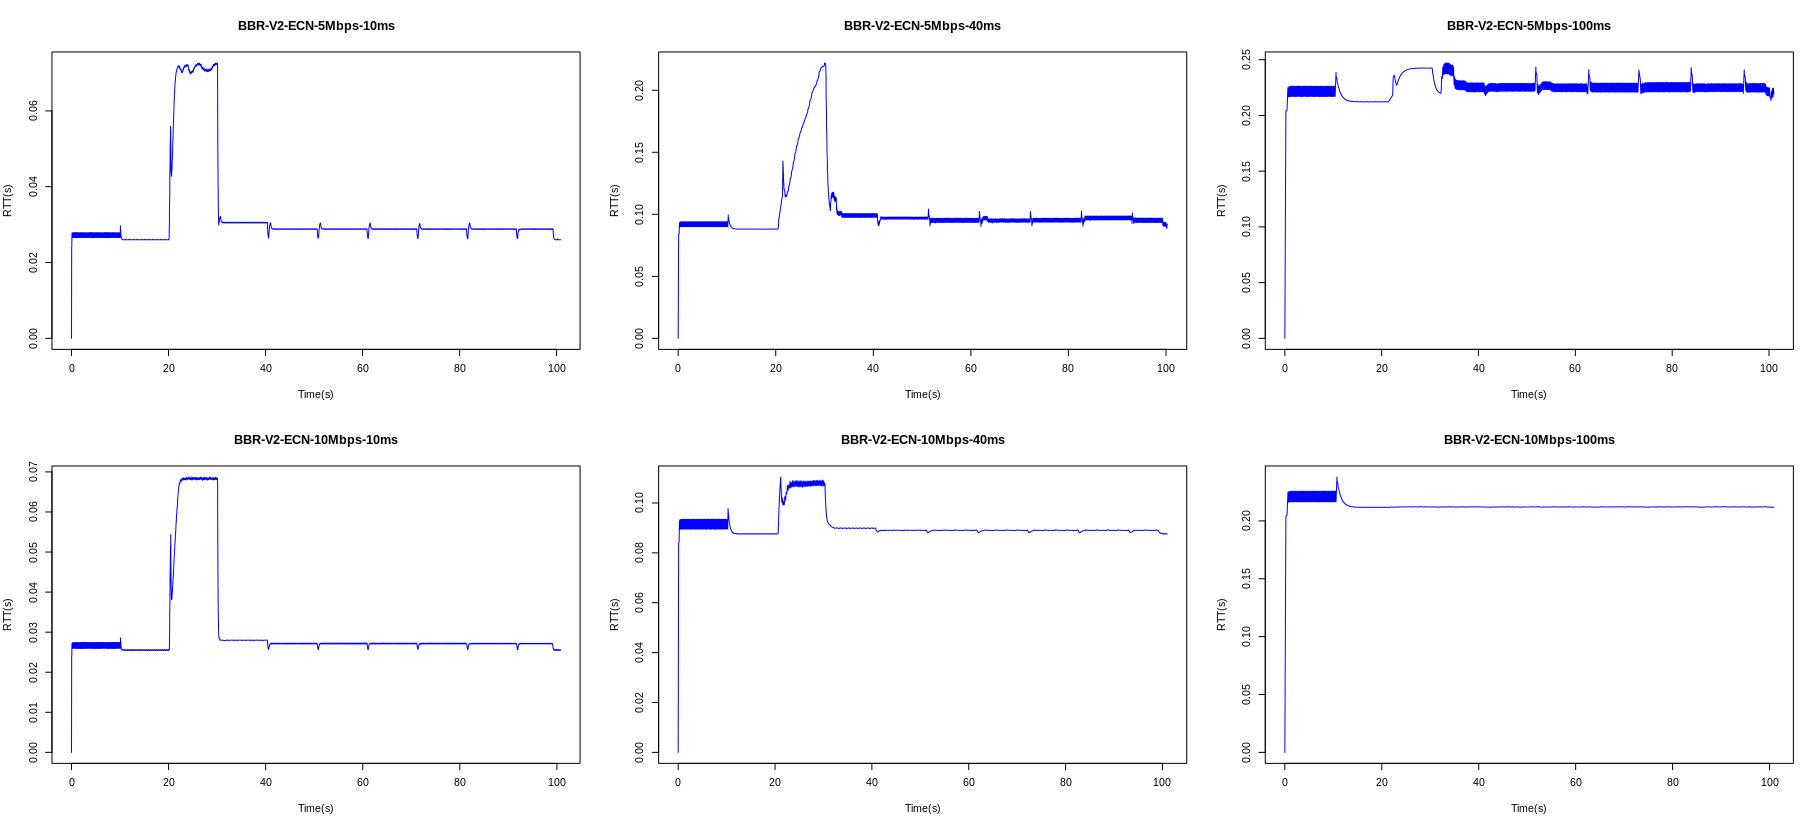 BBR-V2-ECN-5Mbps-10ms
RTT(s)
0.06
0.04
0.02
0.00
0 20 40 60 80 100
Time(s)
BBR-V2-ECN-5Mbps-40ms
RTT(s)
0.20
0.15
0.10
0.05
0.00
0 20 40 60 80 100
Time(s)
BBR-V2-ECN-5Mbps-100ms
RTT(s)
0.25
0.20
0.15
0.10
0.05
0.00
0 20 40 60 80 100
Time(s)
BBR-V2-ECN-10Mbps-10ms
RTT(s)
0.07
0.06
0.05
0.04
0.03
0.02
0.01
0.00
0 20 40 60 80 100
Time(s)
BBR-V2-ECN-10Mbps-40ms
RTT(s)
0.10
0.08
0.06
0.04
0.02
0.00
0 20 40 60 80 100
Time(s)
BBR-V2-ECN-10Mbps-100ms
RTT(s)
0.20
0.15
0.10
0.05
0.00
0 20 40 60 80 100
Time(s)